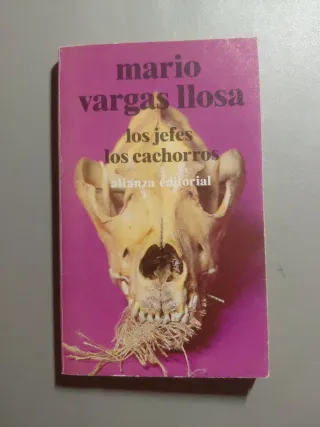 mario
vargas llosa
los jefes
los cachorros
alianza editorial